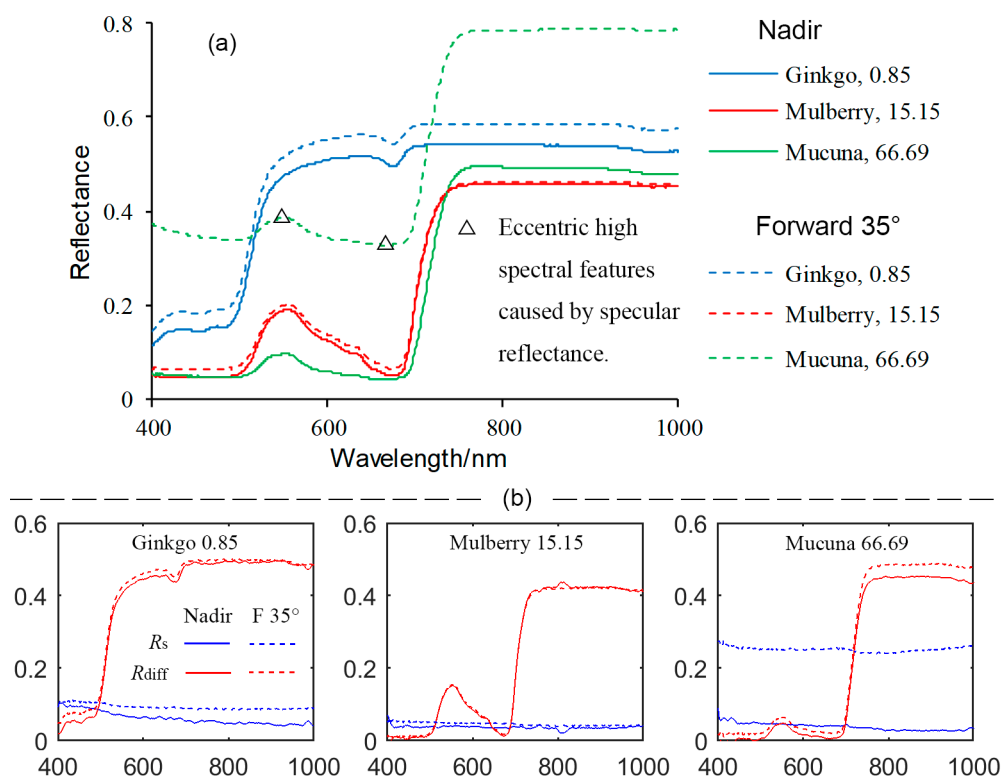 (a)
0.8
0.6
0.4
0.2
0
Reflectance
400
600
800
1000
Wavelength/nm
Eccentric high
spectral features
caused by specular
reflectance.
Nadir
Ginkgo, 0.85
Mulberry, 15.15
Mucuna, 66.69
Forward 35°
Ginkgo, 0.85
Mulberry, 15.15
Mucuna, 66.69
(b)
Ginkgo 0.85
0.6
0.4
0.2
0
Nadir F 35°
Rs
Rdiff
400 600 800 1000
Mulberry 15.15
0.6
0.4
0.2
0
400 600 800 1000
Mucuna 66.69
0.6
0.4
0.2
0
400 600 800 1000